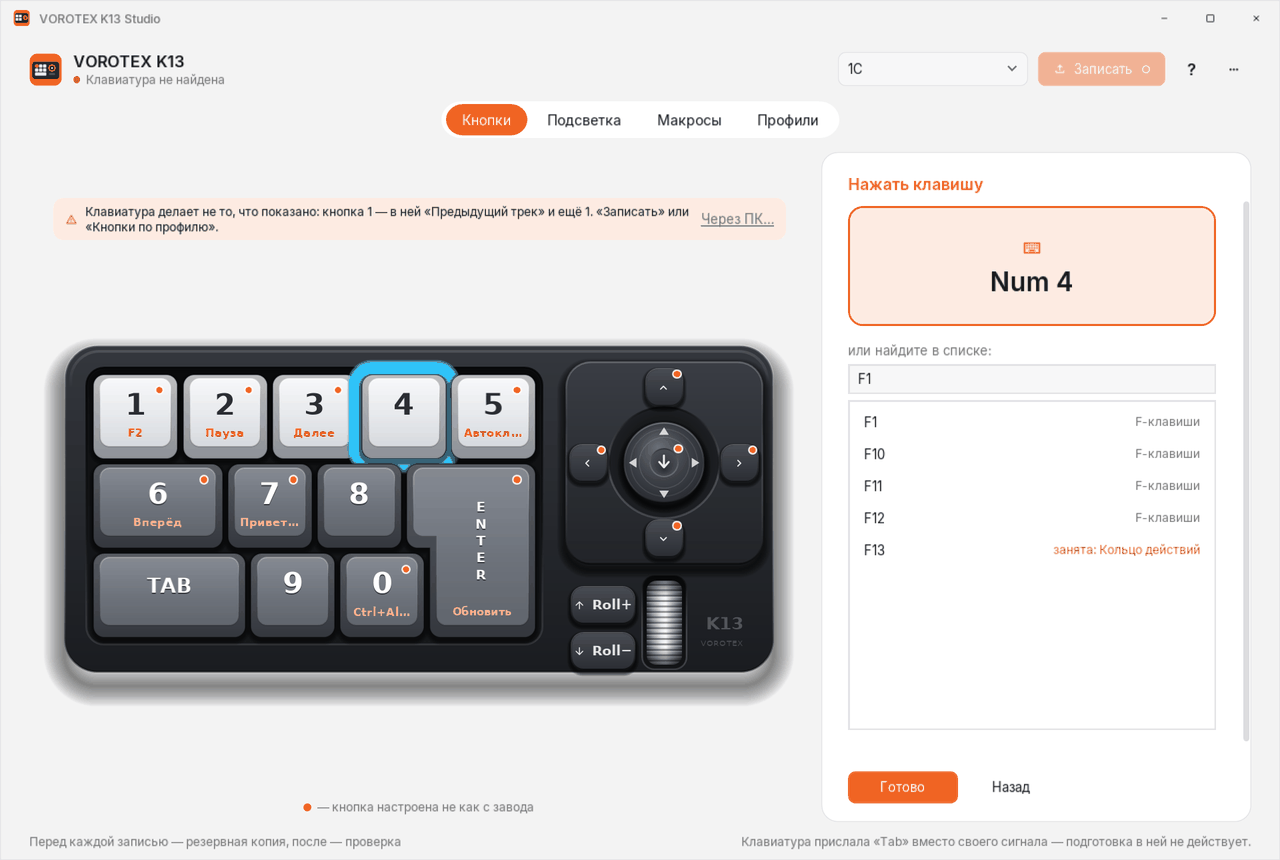 VOROTEX K13 Studio
VOROTEX K13
Клавиатура не найдена
1С
Записать
?
Кнопки
Подсветка
Макросы
Профили
Клавиатура делает не то, что показано: кнопка 1 — в ней «Предыдущий трек» и ещё 1. «Записать» или
«Кнопки по профилю».
Через ПК...
1
F2
2
Пауза
3
Далее
4
5
Автокл...
6
Вперёд
7
Привет...
8
ENTER
Обновить
TAB
9
0
Ctrl+Al...
Roll+
Roll−
K13
VOROTEX
— кнопка настроена не как с завода
Нажать клавишу
Num 4
или найдите в списке:
F1
F1 F-клавиши
F10 F-клавиши
F11 F-клавиши
F12 F-клавиши
F13 занята: Кольцо действий
Готово
Назад
Перед каждой записью — резервная копия, после — проверка
Клавиатура прислала «Tab» вместо своего сигнала — подготовка в ней не действует.